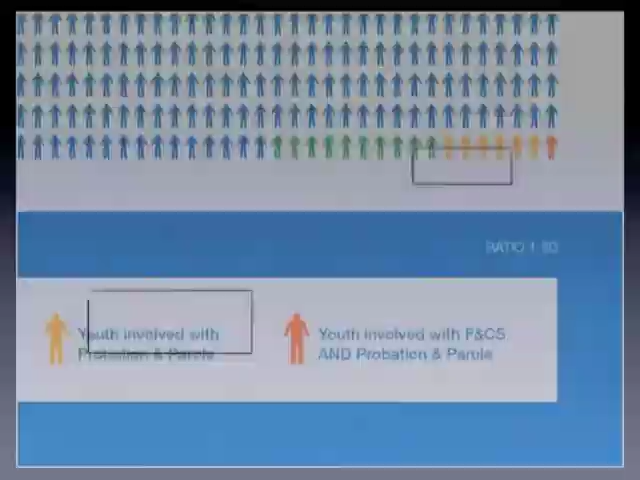 RATIO 1:50
Youth involved with
Probation & Parole
Youth involved with F&CS
AND Probation & Parole